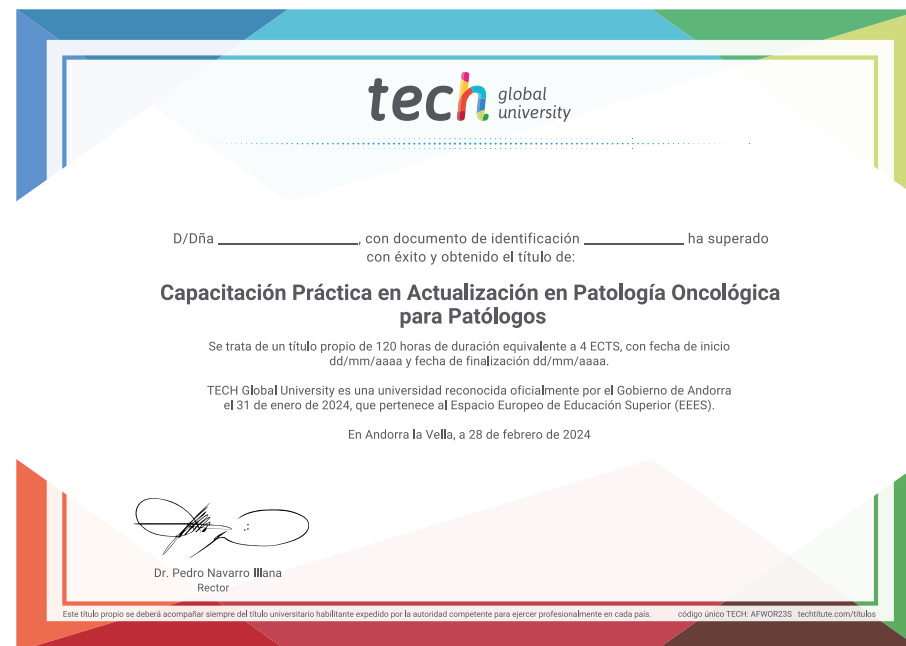 tech global university
D/Dña ____________________, con documento de identificación ______________ ha superado
con éxito y obtenido el título de:
Capacitación Práctica en Actualización en Patología Oncológica
para Patólogos
Se trata de un título propio de 120 horas de duración equivalente a 4 ECTS, con fecha de inicio
dd/mm/aaaa y fecha de finalización dd/mm/aaaa.
TECH Global University es una universidad reconocida oficialmente por el Gobierno de Andorra
el 31 de enero de 2024, que pertenece al Espacio Europeo de Educación Superior (EEES).
En Andorra la Vella, a 28 de febrero de 2024
Dr. Pedro Navarro Illana
Rector
Este título propio se deberá acompañar siempre del título universitario habilitante expedido por la autoridad competente para ejercer profesionalmente en cada país. código único TECH: AFWOR23S techtitute.com/titulos